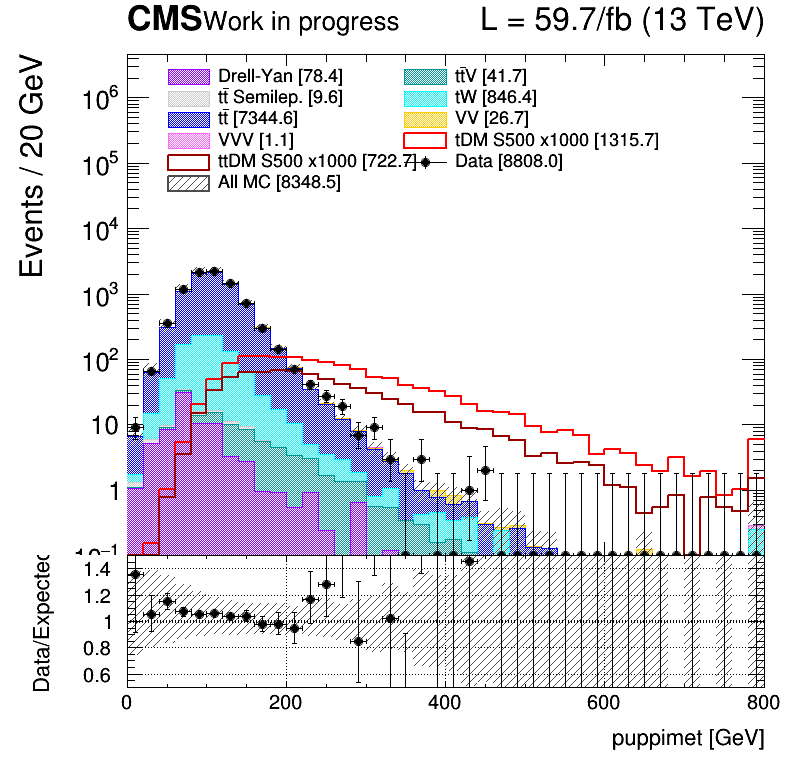 CMS Work in progress L = 59.7/fb (13 TeV)
Events / 20 GeV
Drell-Yan [78.4] tt̄V [41.7]
tt̄ Semilep. [9.6] tW [846.4]
tt̄ [7344.6] VV [26.7]
VVV [1.1] tDM S500 x1000 [1315.7]
ttDM S500 x1000 [722.7] Data [8808.0]
All MC [8348.5]
10⁶
10⁵
10⁴
10³
10²
10
1
10⁻¹
Data/Expected
1.4
1.2
1
0.8
0.6
0 200 400 600 800
puppimet [GeV]